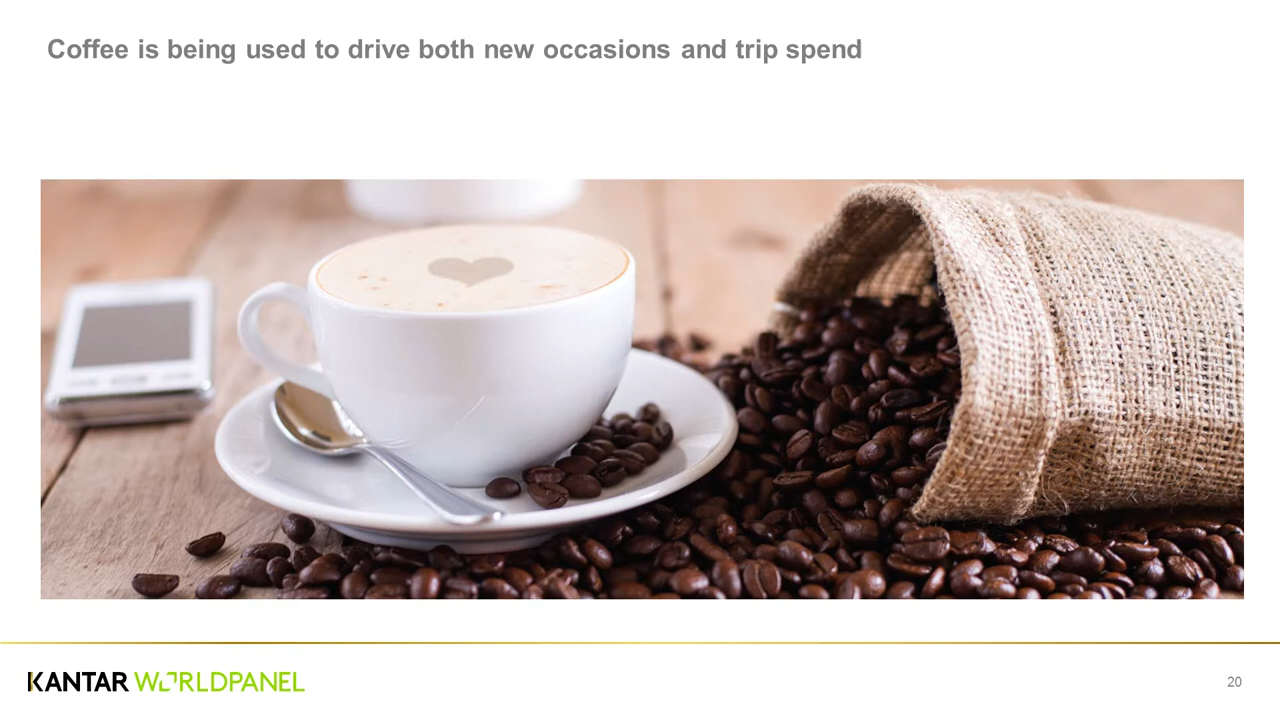 Coffee is being used to drive both new occasions and trip spend
KANTAR WORLDPANEL
20